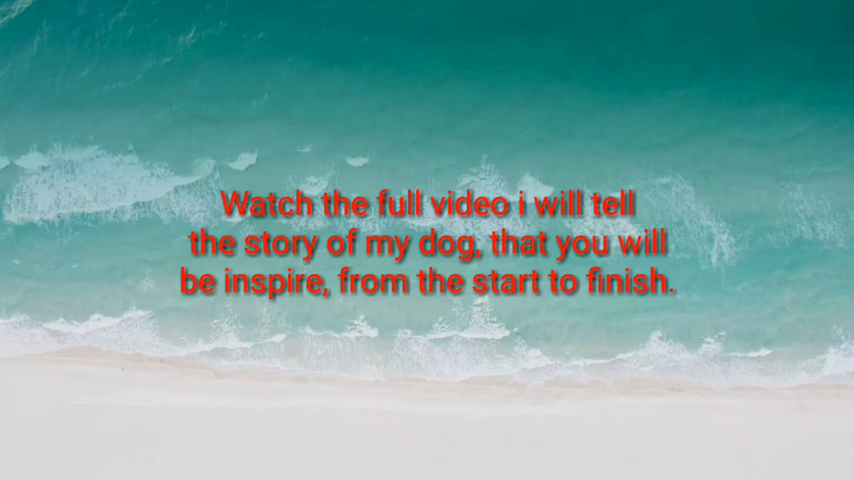 Watch the full video i will tell
the story of my dog, that you will
be inspire, from the start to finish.